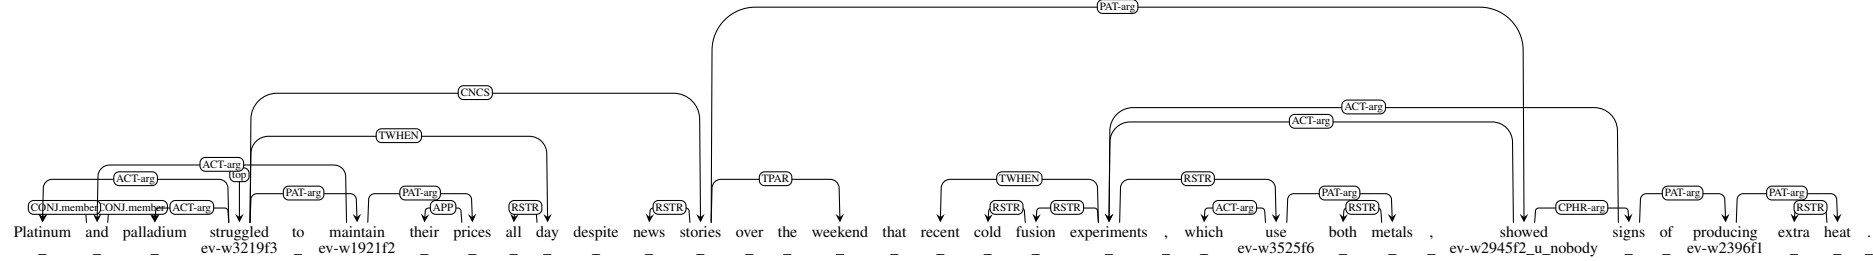 PAT-arg
CNCS
ACT-arg
ACT-arg
TWHEN
ACT-arg
top
ACT-arg TPAR TWHEN RSTR
PAT-arg PAT-arg PAT-arg PAT-arg PAT-arg
CONJ.member CONJ.member ACT-arg APP RSTR RSTR RSTR RSTR ACT-arg RSTR CPHR-arg RSTR
Platinum and palladium struggled to maintain their prices all day despite news stories over the weekend that recent cold fusion experiments , which use both metals , showed signs of producing extra heat .
_ _ _ ev-w3219f3 _ ev-w1921f2 _ _ _ _ _ _ _ _ _ _ _ _ _ _ _ _ _ ev-w3525f6 _ _ _ ev-w2945f2_u_nobody _ _ ev-w2396f1 _ _ _